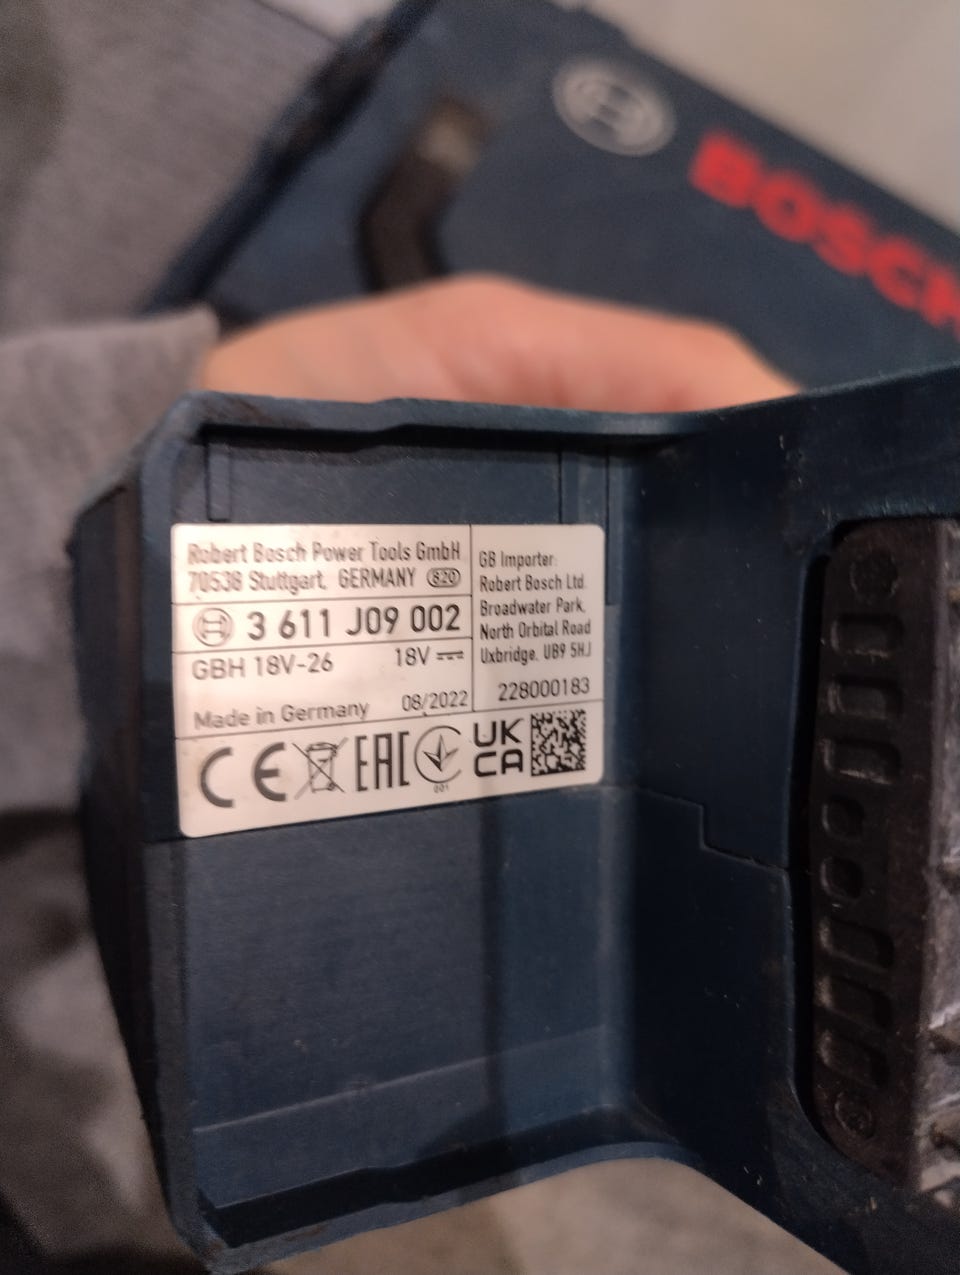 BOSCH
Robert Bosch Power Tools GmbH
70538 Stuttgart, GERMANY 820
3 611 J09 002
GBH 18V-26 18V
Made in Germany 08/2022
GB Importer:
Robert Bosch Ltd.
Broadwater Park,
North Orbital Road
Uxbridge, UB9 5HJ
228000183
CE EAC 001 UK
CA